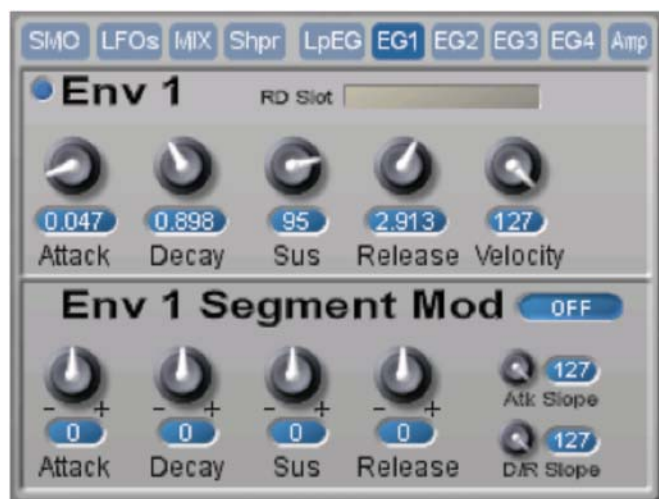 SMO LFOs MIX Shpr LpEG EG1 EG2 EG3 EG4 Amp
Env 1 RD Slot
0.047 0.898 95 2.913 127
Attack Decay Sus Release Velocity
Env 1 Segment Mod OFF
127
Atk Slope
- + - + - + - +
0 0 0 0 127
Attack Decay Sus Release D/R Slope